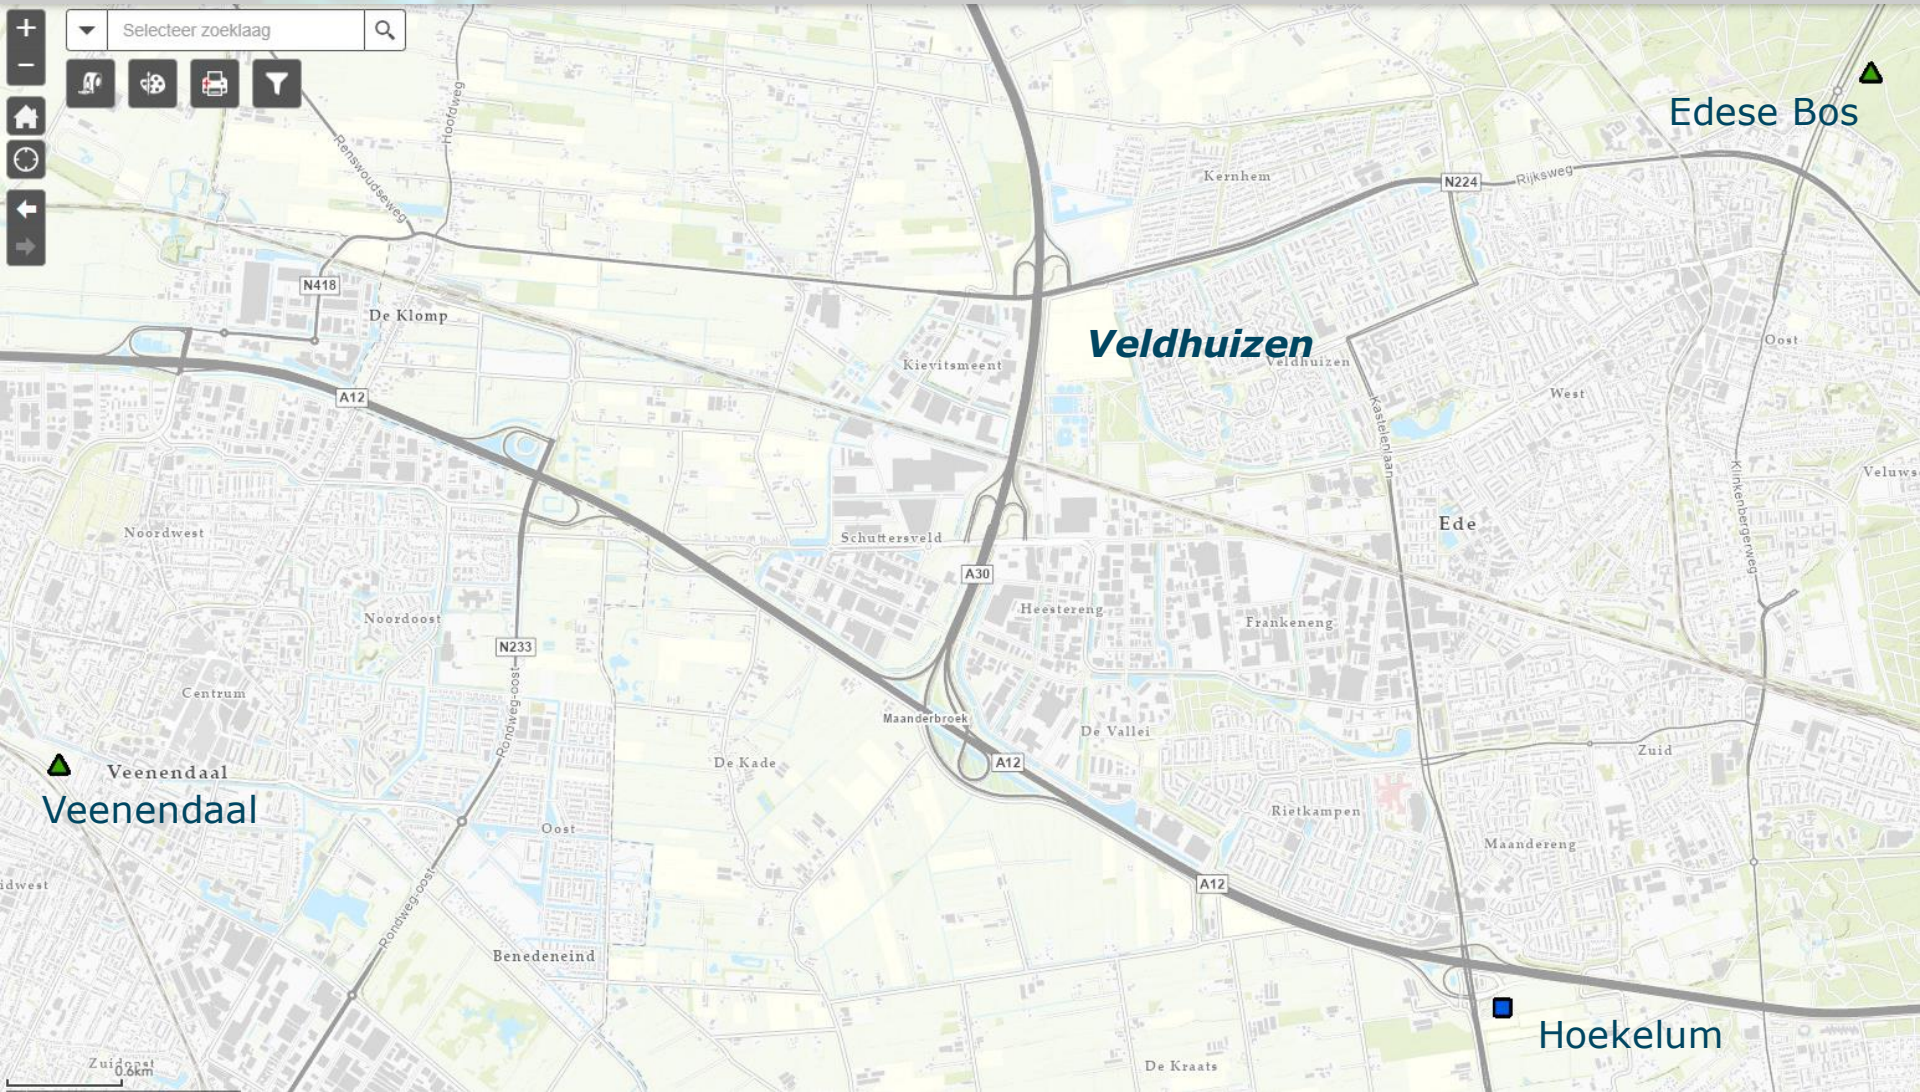 Selecteer zoeklaag
Edese Bos
Hoofdweg
Renswoudseweg
Kernhem
N224
Rijksweg
N418
De Klomp
Veldhuizen
Oost
Kievitsmeent
Veldhuizen
West
A12
Kastelenlaan
Klinkenbergerweg
Veluws
Noordwest
Schuttersveld
Ede
A30
Noordoost
Heestereng
Frankeneng
N233
Centrum
Rondweg-oost
Maanderbroek
De Vallei
Zuid
De Kade
A12
Veenendaal
Veenendaal
Oost
Rietkampen
Maandereng
idwest
A12
Rondweg-oost
Benedeneind
Hoekelum
De Kraats
Zuidoost
0.6km